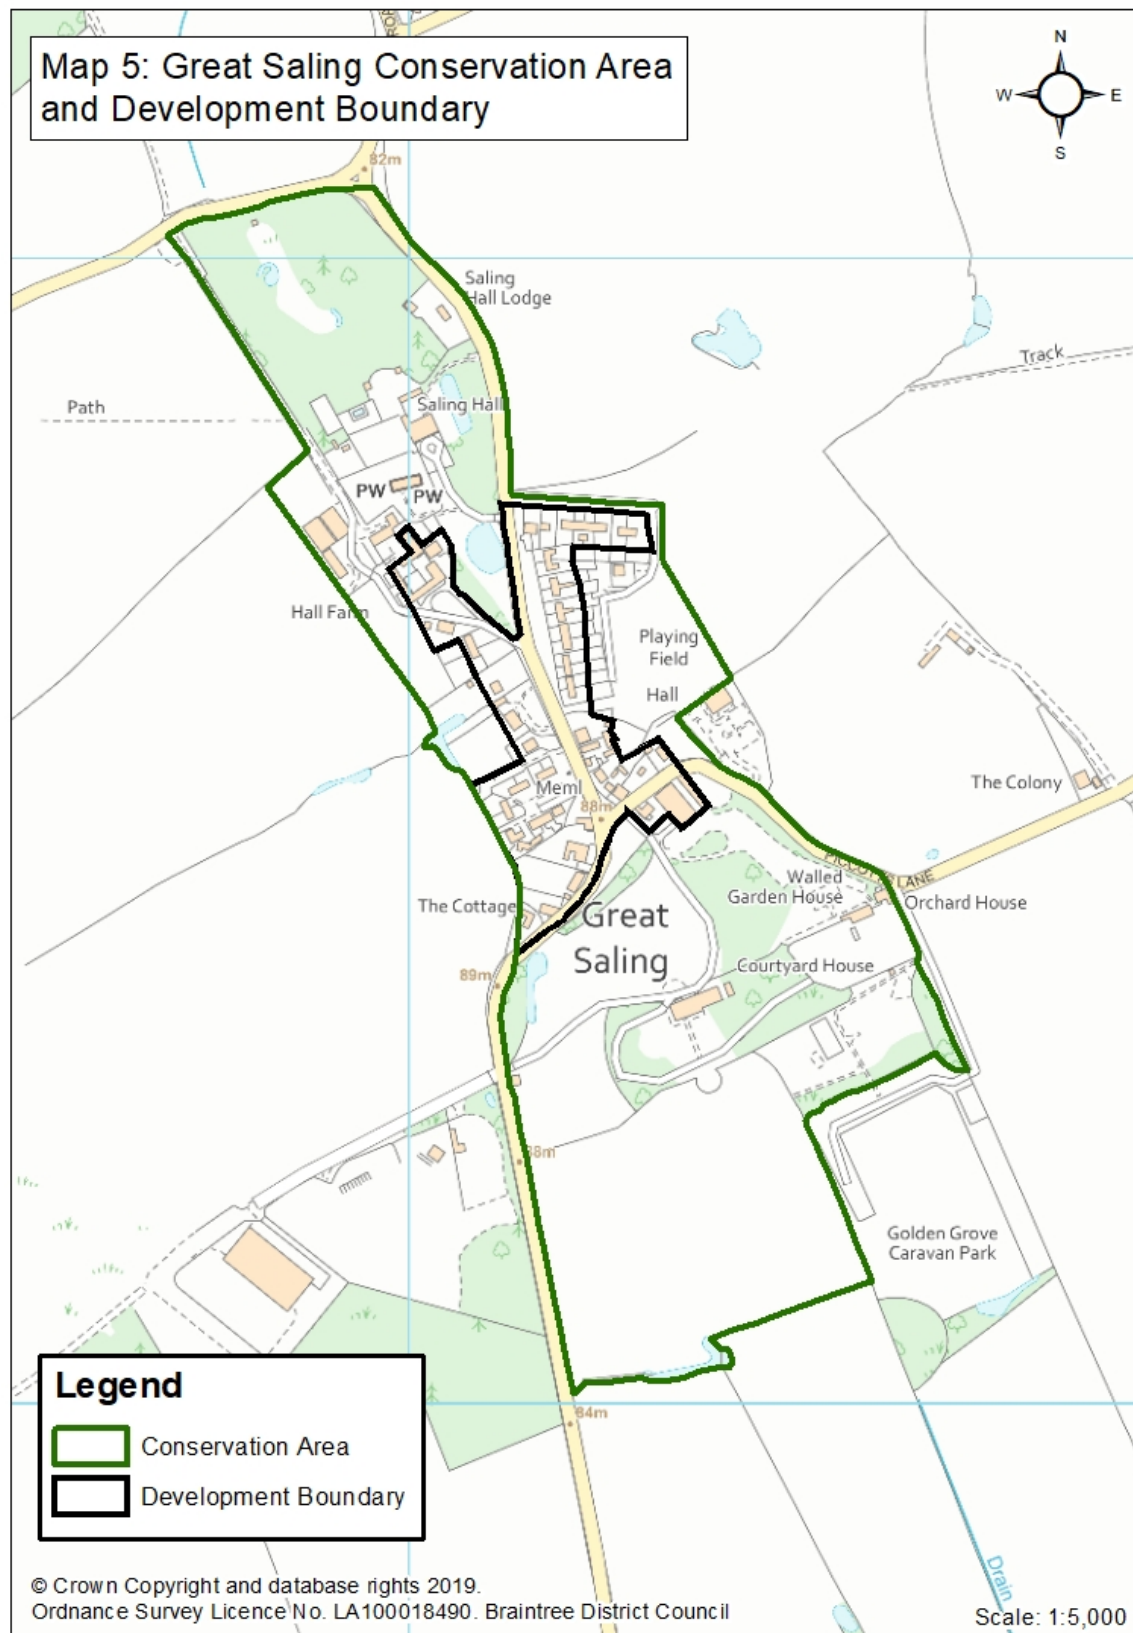 Map 5: Great Saling Conservation Area
and Development Boundary
N
W
E
S
82m
Saling
Hall Lodge
Track
Path
Saling Hall
PW
PW
Hall Farm
Playing
Field
Hall
The Colony
Meml
88m
PICCOTTS LANE
Walled
Garden House
Orchard House
The Cottage
Great
Saling
Courtyard House
89m
88m
Golden Grove
Caravan Park
84m
Legend
Conservation Area
Development Boundary
Drain
© Crown Copyright and database rights 2019.
Ordnance Survey Licence No. LA100018490. Braintree District Council
Scale: 1:5,000